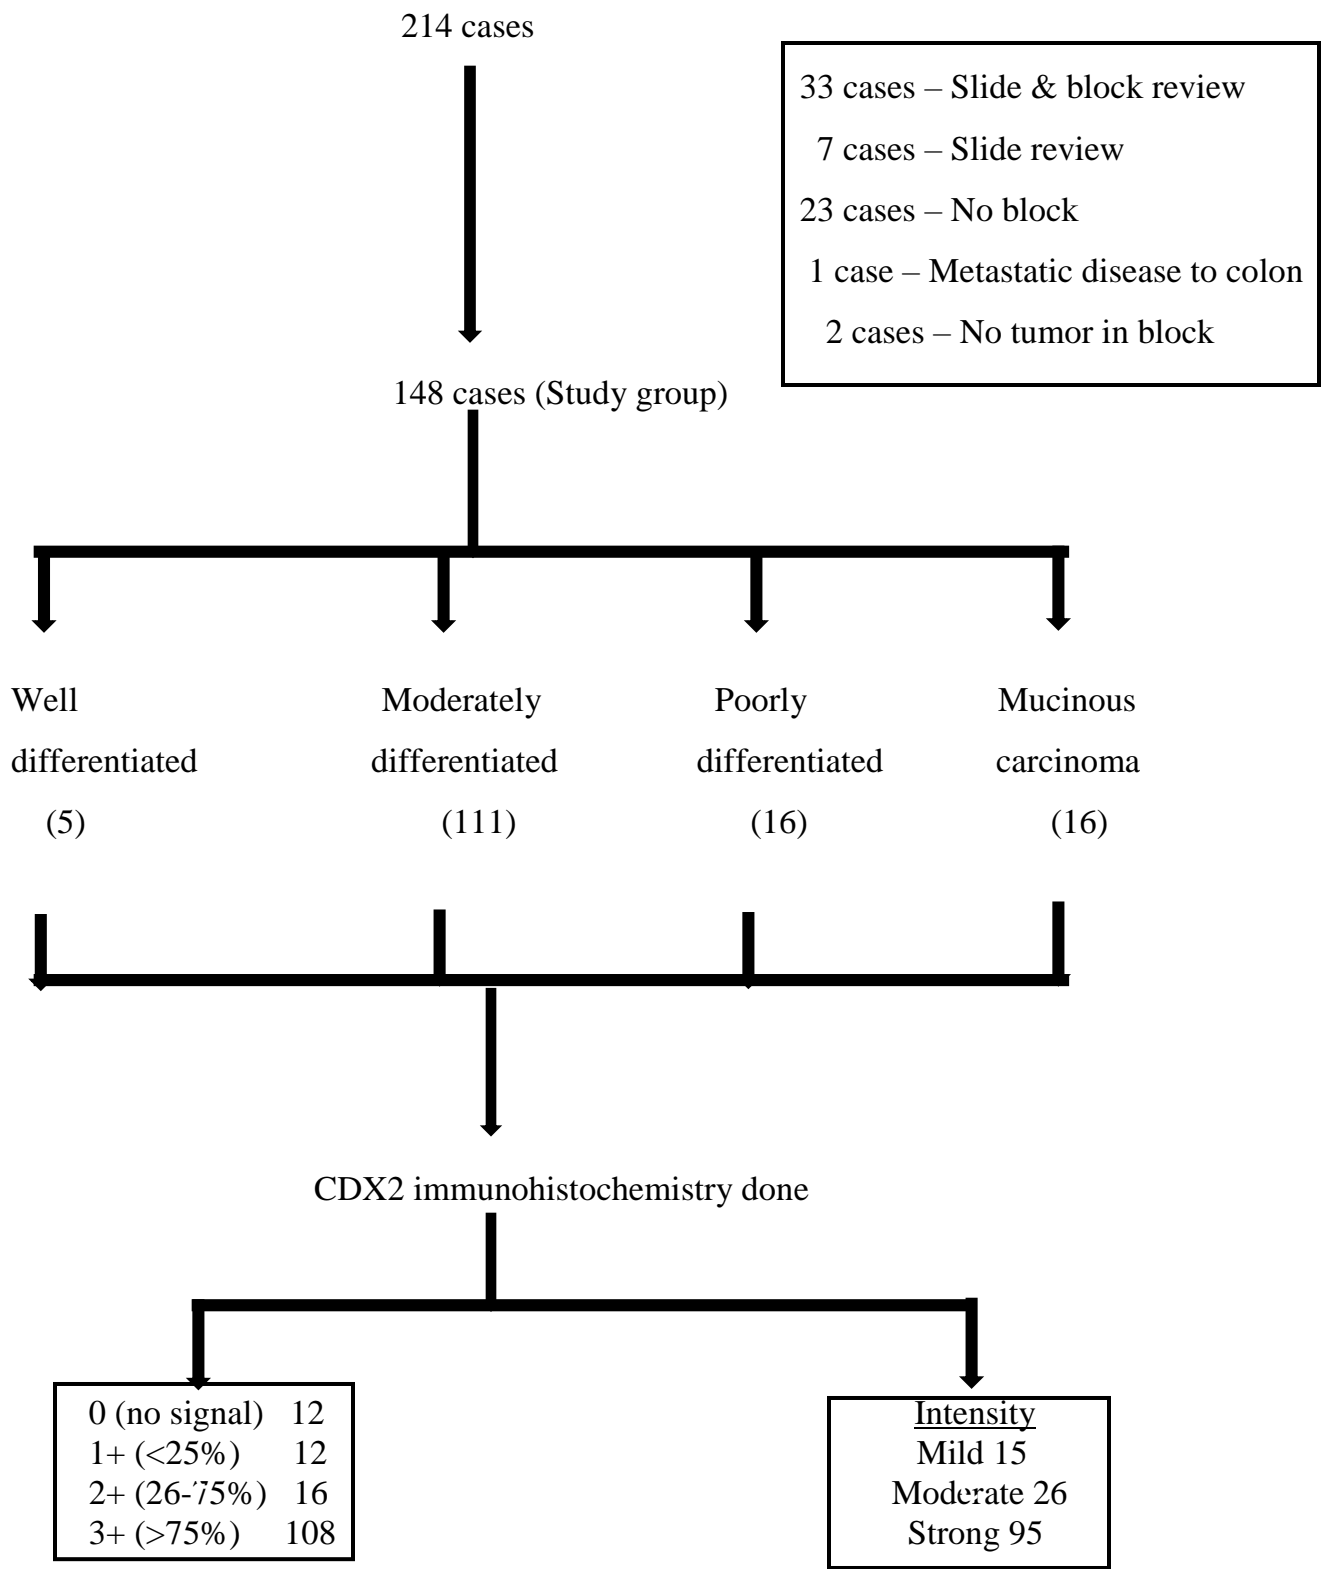 214 cases
33 cases – Slide & block review
7 cases – Slide review
23 cases – No block
1 case – Metastatic disease to colon
2 cases – No tumor in block
148 cases (Study group)
Well differentiated (5)
Moderately differentiated (111)
Poorly differentiated (16)
Mucinous carcinoma (16)
CDX2 immunohistochemistry done
0 (no signal) 12
1+ (<25%) 12
2+ (26-75%) 16
3+ (>75%) 108
Intensity
Mild 15
Moderate 26
Strong 95